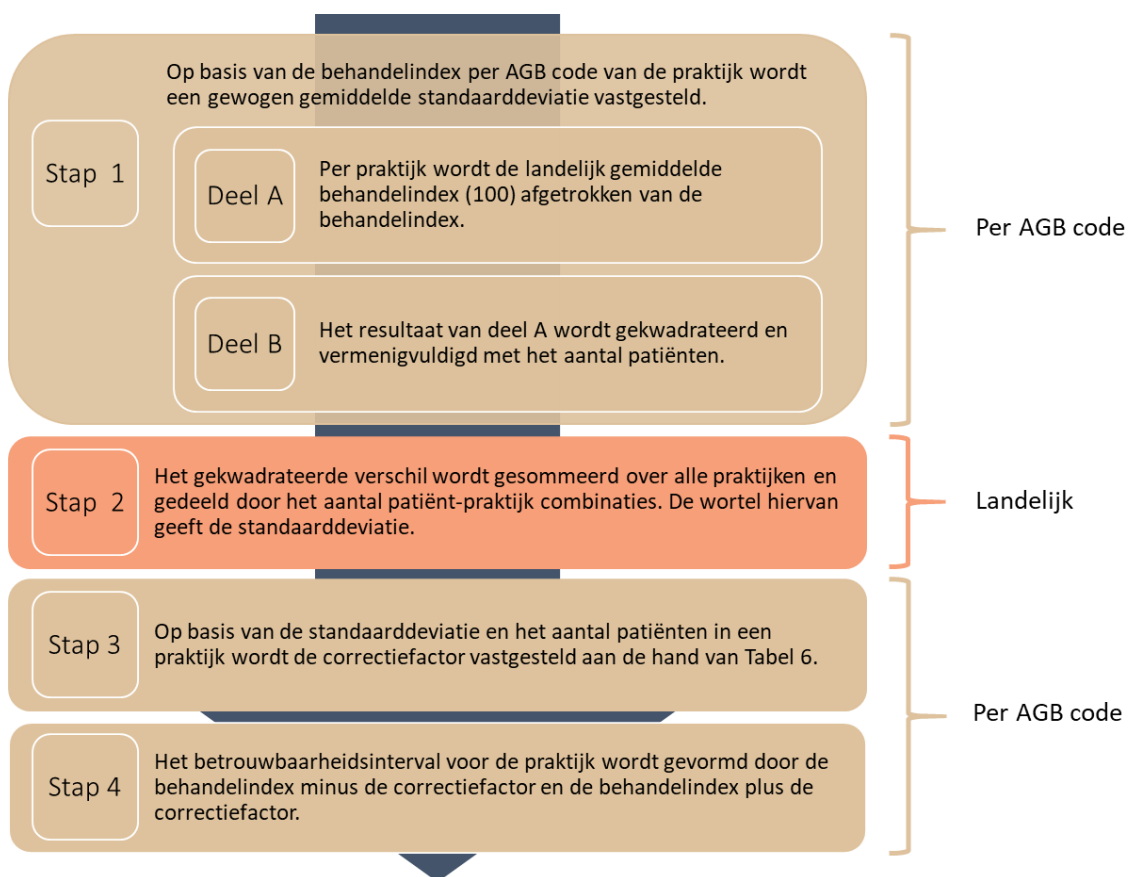 Op basis van de behandelindex per AGB code van de praktijk wordt
een gewogen gemiddelde standaarddeviatie vastgesteld.
Stap 1
Deel A
Per praktijk wordt de landelijk gemiddelde
behandelindex (100) afgetrokken van de
behandelindex.
Per AGB code
Deel B
Het resultaat van deel A wordt gekwadrateerd en
vermenigvuldigd met het aantal patiënten.
Stap 2
Het gekwadrateerde verschil wordt gesommeerd over alle praktijken en
gedeeld door het aantal patiënt-praktijk combinaties. De wortel hiervan
geeft de standaarddeviatie.
Landelijk
Stap 3
Op basis van de standaarddeviatie en het aantal patiënten in een
praktijk wordt de correctiefactor vastgesteld aan de hand van Tabel 6.
Per AGB code
Stap 4
Het betrouwbaarheidsinterval voor de praktijk wordt gevormd door de
behandelindex minus de correctiefactor en de behandelindex plus de
correctiefactor.